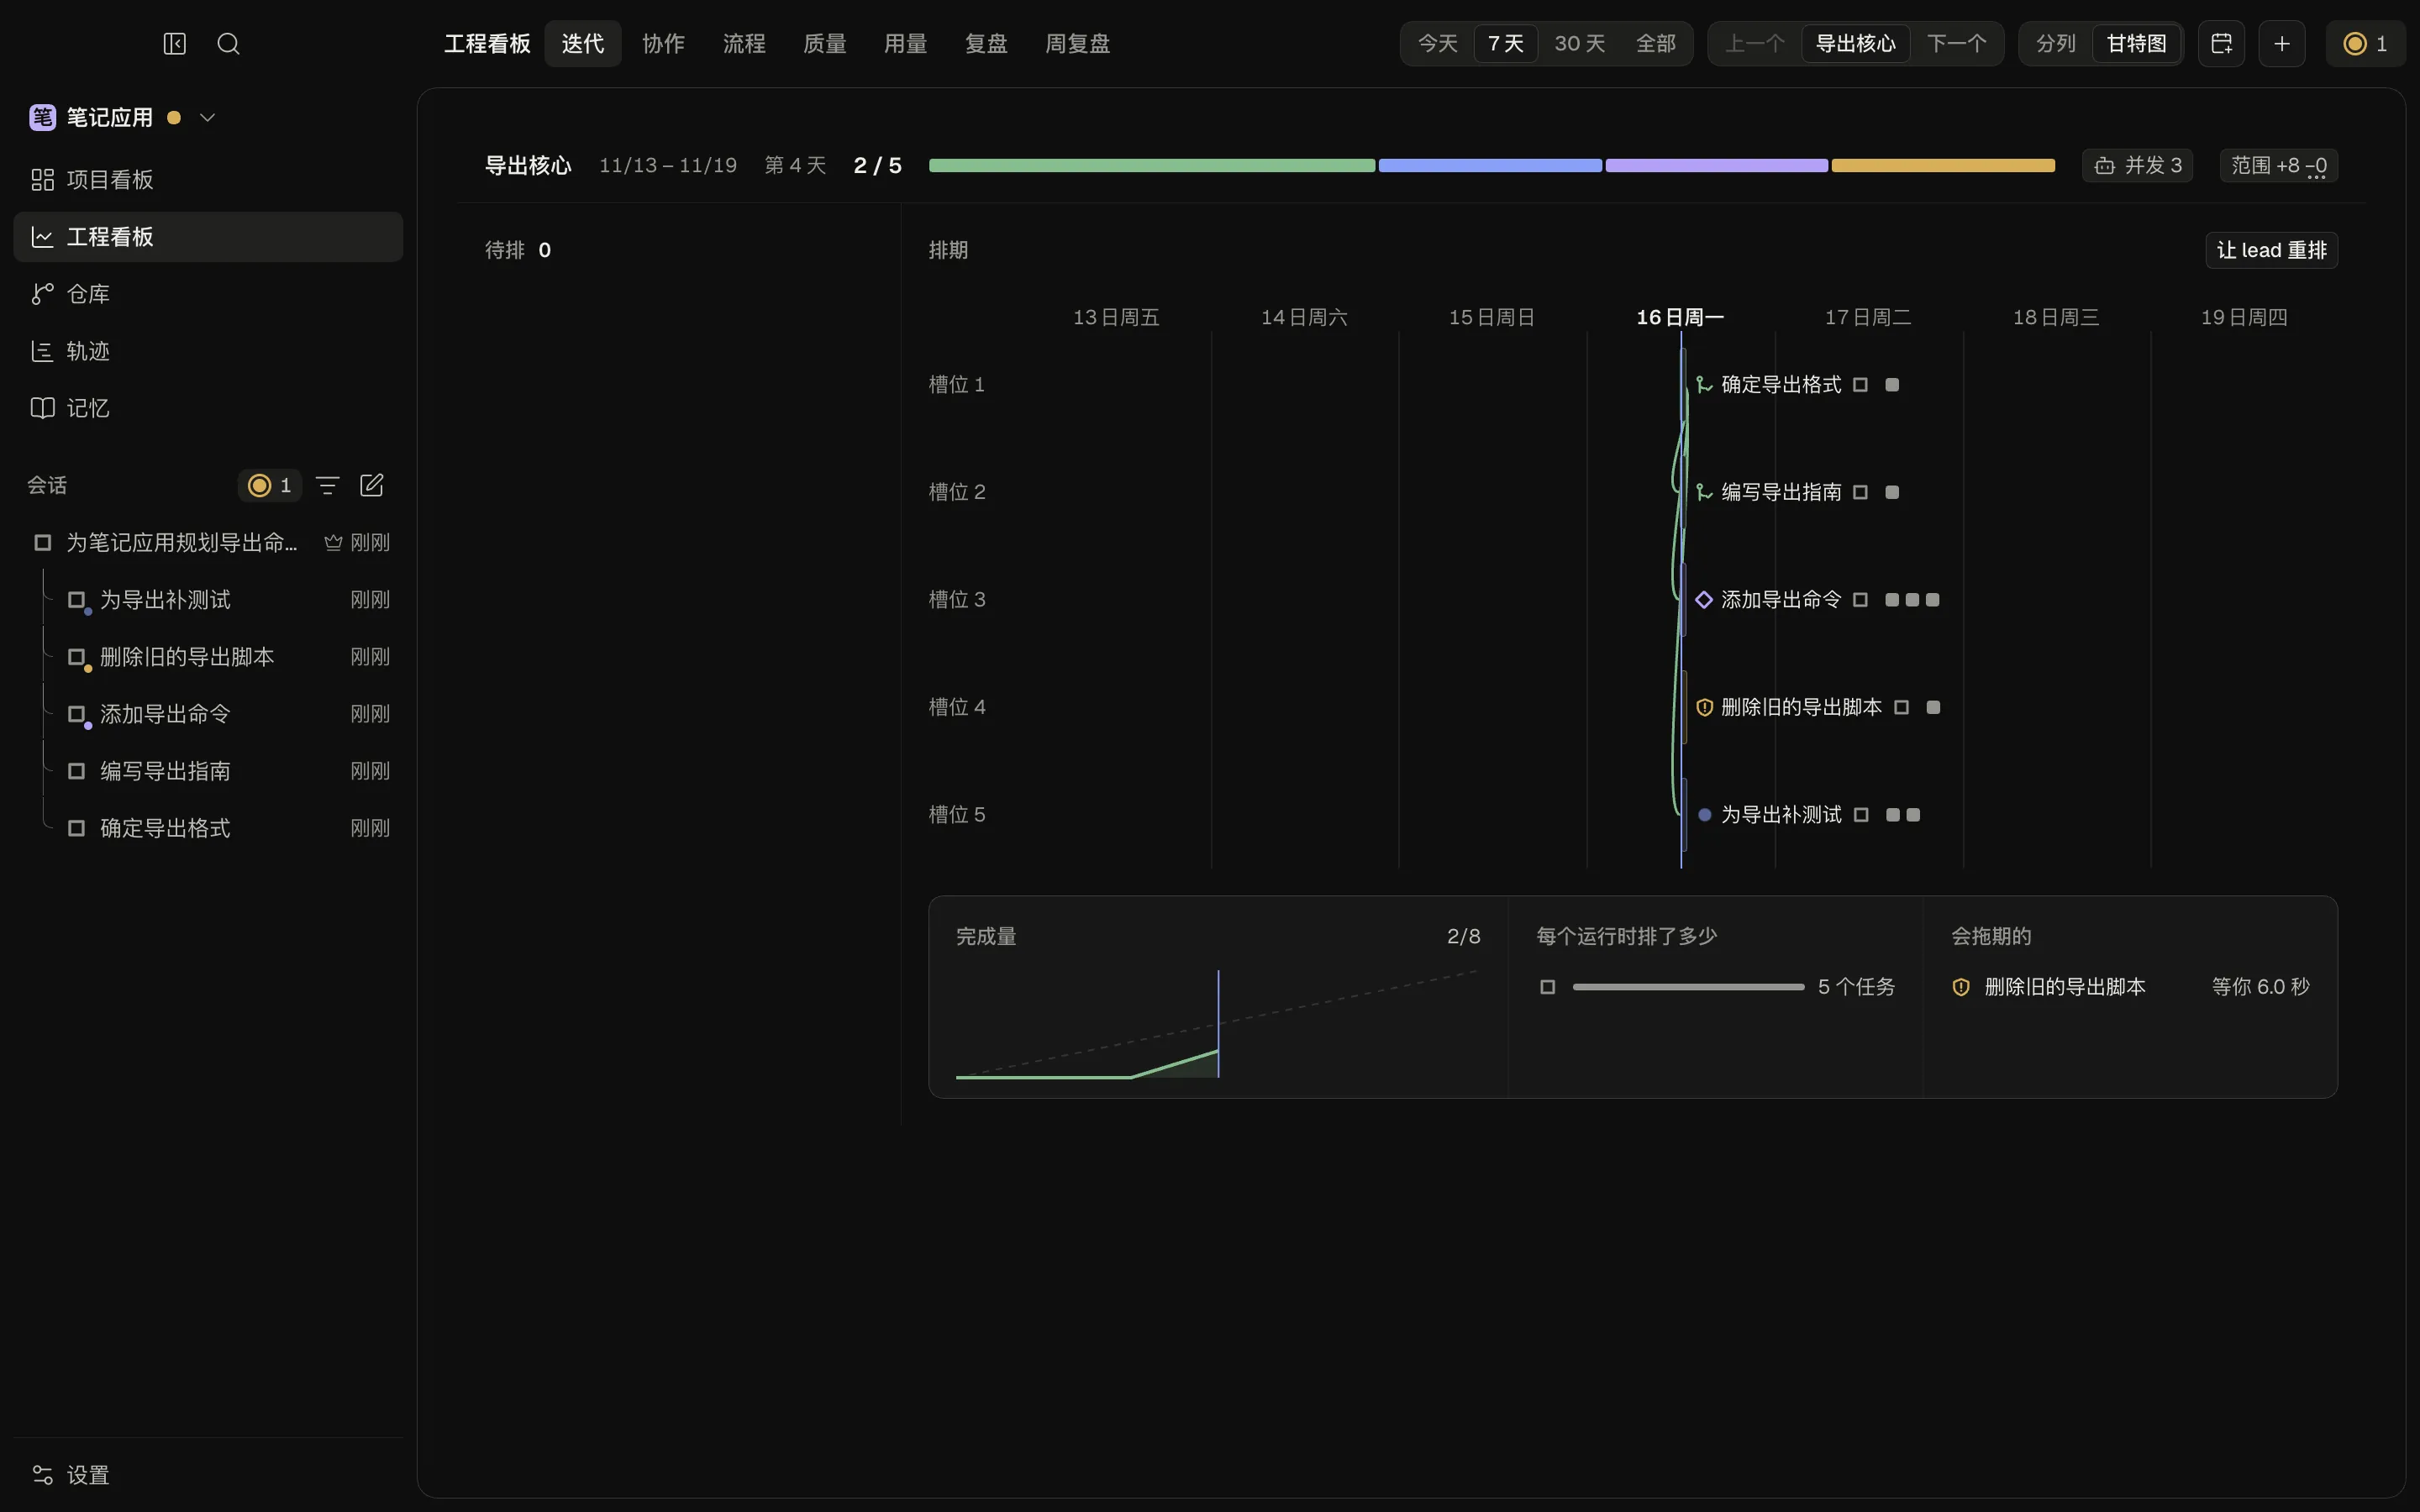 工程看板 迭代 协作 流程 质量 用量 复盘 周复盘 今天 7 天 30 天 全部 上一个 导出核心 下一个 分列 甘特图 1
笔 笔记应用
项目看板
工程看板
仓库
轨迹
记忆
会话 1
为笔记应用规划导出命... 刚刚
为导出补测试 刚刚
删除旧的导出脚本 刚刚
添加导出命令 刚刚
编写导出指南 刚刚
确定导出格式 刚刚
设置
导出核心 11/13 – 11/19 第 4 天 2 / 5 并发 3 范围 +8 −0
待排 0
排期 让 lead 重排
13 日周五 14 日周六 15 日周日 16 日周一 17 日周二 18 日周三 19 日周四
槽位 1 确定导出格式
槽位 2 编写导出指南
槽位 3 添加导出命令
槽位 4 删除旧的导出脚本
槽位 5 为导出补测试
完成量 2/8
每个运行时排了多少
5 个任务
会拖期的
删除旧的导出脚本 等你 6.0 秒